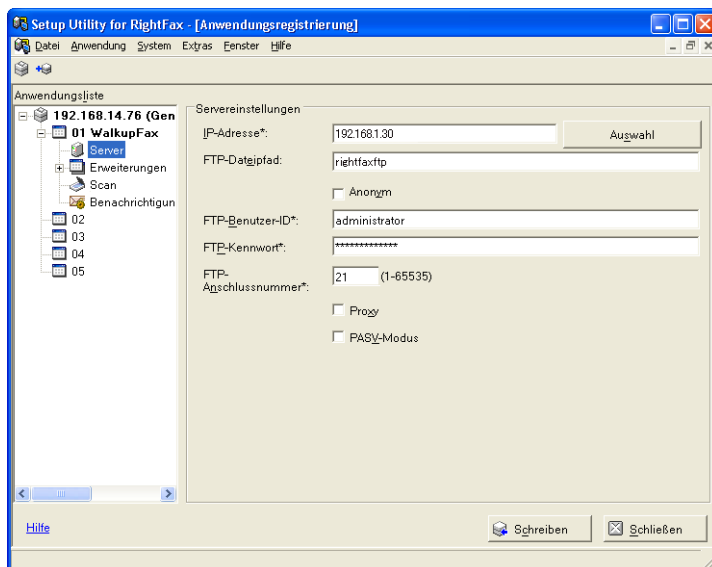 Setup Utility for RightFax - [Anwendungsregistrierung]
Datei Anwendung System Extras Fenster Hilfe
Anwendungsliste
192.168.14.76 (Gen
01 WalkupFax
Server
Erweiterungen
Scan
Benachrichtigun
02
03
04
05
Servereinstellungen
IP-Adresse*: 192.168.1.30 Auswahl
FTP-Dateipfad: rightfaxftp
Anonym
FTP-Benutzer-ID*: administrator
FTP-Kennwort*: *************
FTP-
Anschlussnummer*: 21 (1-65535)
Proxy
PASV-Modus
Hilfe Schreiben Schließen